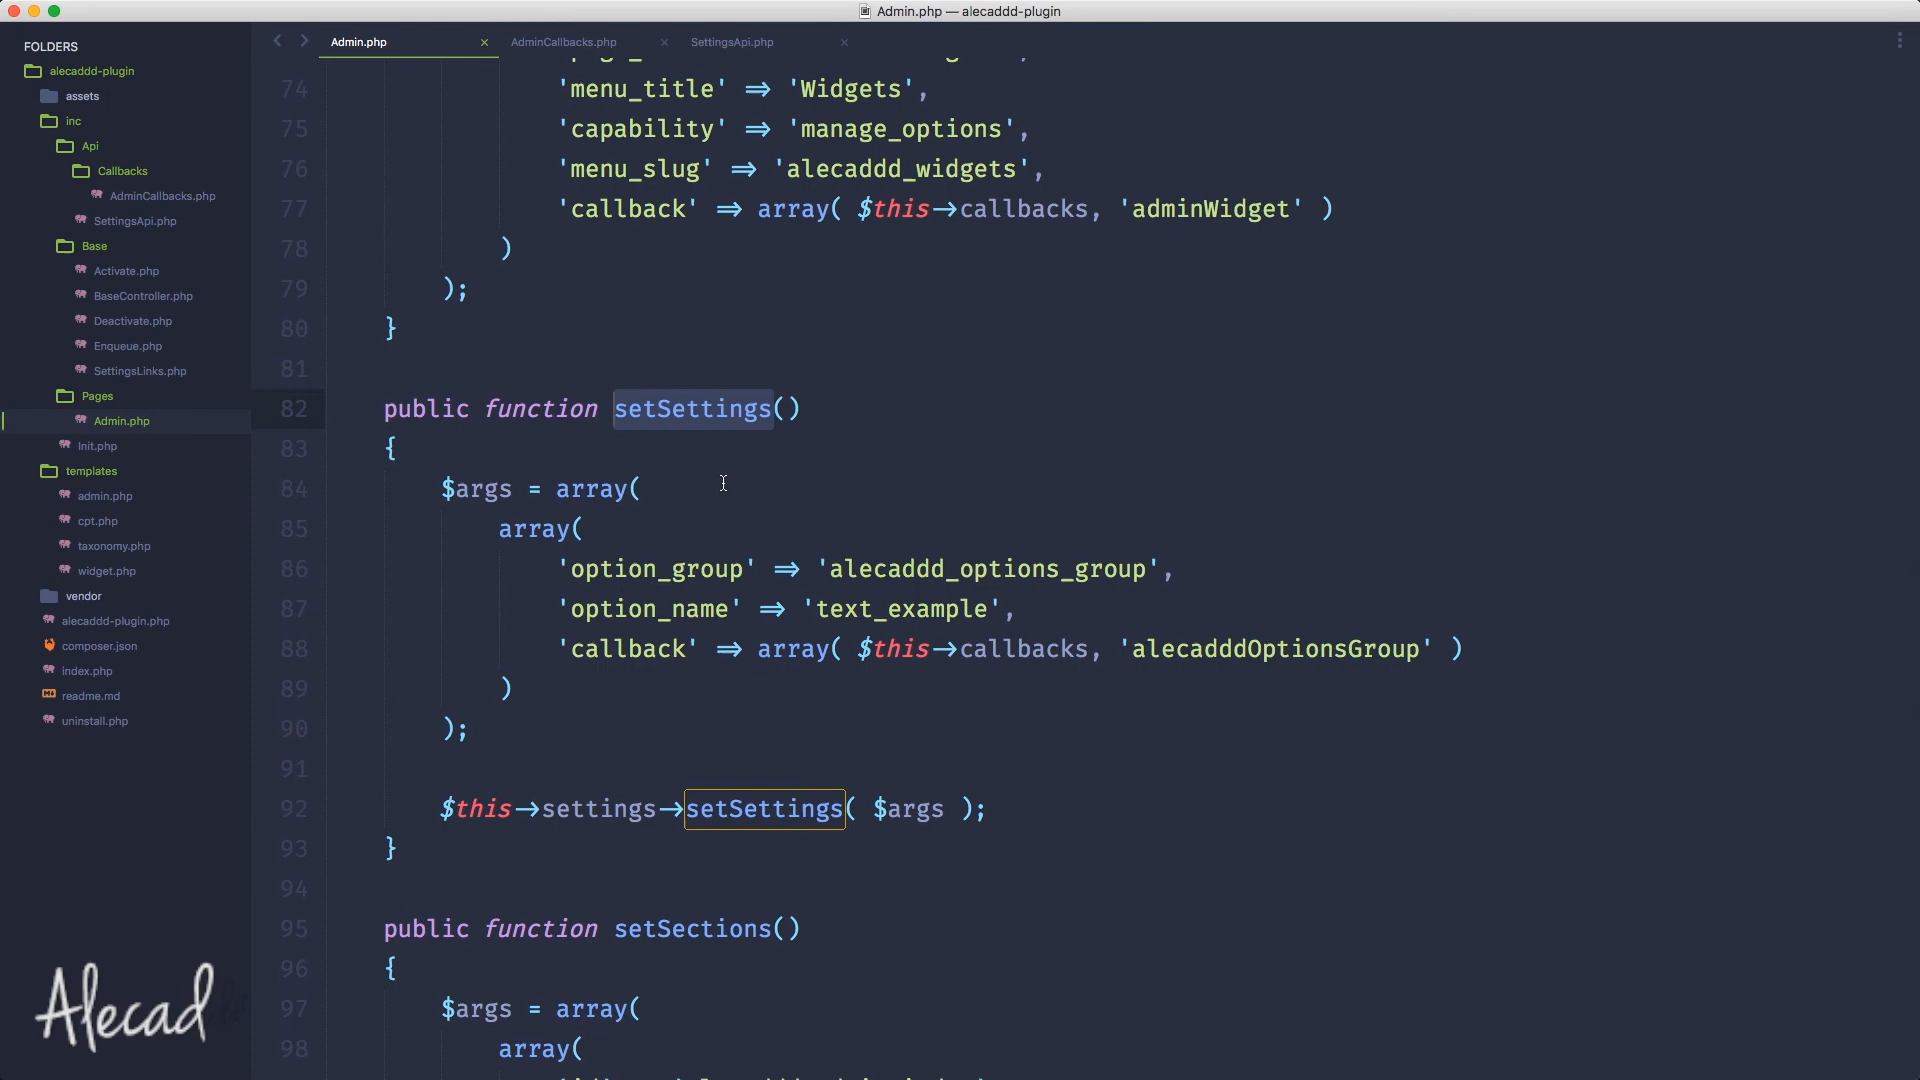 Admin.php — alecaddd-plugin
FOLDERS
alecaddd-plugin
assets
inc
Api
Callbacks
AdminCallbacks.php
SettingsApi.php
Base
Activate.php
BaseController.php
Deactivate.php
Enqueue.php
SettingsLinks.php
Pages
Admin.php
Init.php
templates
admin.php
cpt.php
taxonomy.php
widget.php
vendor
alecaddd-plugin.php
composer.json
index.php
readme.md
uninstall.php
Alecad
Admin.php
AdminCallbacks.php
SettingsApi.php
74 'menu_title' => 'Widgets',
75 'capability' => 'manage_options',
76 'menu_slug' => 'alecaddd_widgets',
77 'callback' => array( $this->callbacks, 'adminWidget' )
78 )
79 );
80 }
81
82 public function setSettings()
83 {
84 $args = array(
85 array(
86 'option_group' => 'alecaddd_options_group',
87 'option_name' => 'text_example',
88 'callback' => array( $this->callbacks, 'alecadddOptionsGroup' )
89 )
90 );
91
92 $this->settings->setSettings( $args );
93 }
94
95 public function setSections()
96 {
97 $args = array(
98 array(